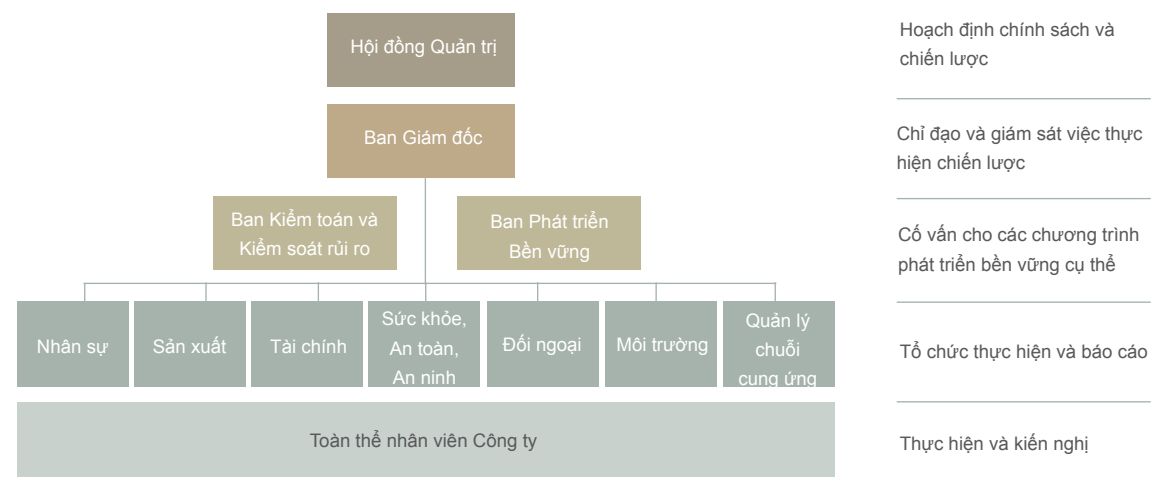 Hội đồng Quản trị
Hoạch định chính sách và
chiến lược
Ban Giám đốc
Chỉ đạo và giám sát việc thực
hiện chiến lược
Ban Kiểm toán và
Kiểm soát rủi ro
Ban Phát triển
Bền vững
Cố vấn cho các chương trình
phát triển bền vững cụ thể
Nhân sự
Sản xuất
Tài chính
Sức khỏe,
An toàn,
An ninh
Đối ngoại
Môi trường
Quản lý
chuỗi
cung ứng
Tổ chức thực hiện và báo cáo
Toàn thể nhân viên Công ty
Thực hiện và kiến nghị